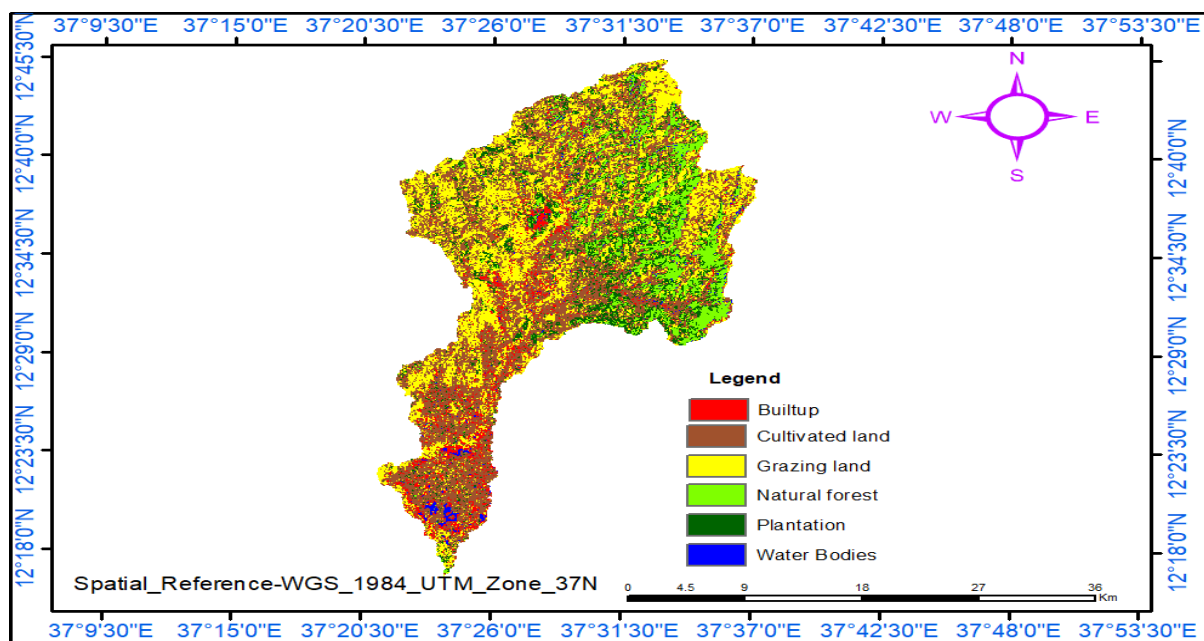 37°9'30"E 37°15'0"E 37°20'30"E 37°26'0"E 37°31'30"E 37°37'0"E 37°42'30"E 37°48'0"E 37°53'30"E
12°45'30"N
12°40'0"N
12°34'30"N
12°29'0"N
12°23'30"N
12°18'0"N
N
W E
S
12°40'0"N
12°34'30"N
12°29'0"N
12°23'30"N
12°18'0"N
Legend
Builtup
Cultivated land
Grazing land
Natural forest
Plantation
Water Bodies
Spatial_Reference-WGS_1984_UTM_Zone_37N
0 4.5 9 18 27 36
Km
37°9'30"E 37°15'0"E 37°20'30"E 37°26'0"E 37°31'30"E 37°37'0"E 37°42'30"E 37°48'0"E 37°53'30"E